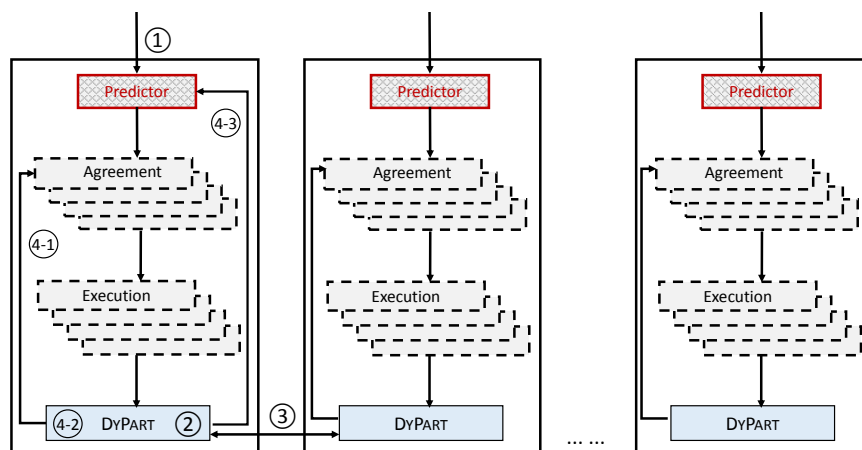 ①
Predictor
Predictor
Predictor
4-3
Agreement
Agreement
Agreement
4-1
Execution
Execution
Execution
③
4-2 DYPART ②
DYPART
DYPART
... ...